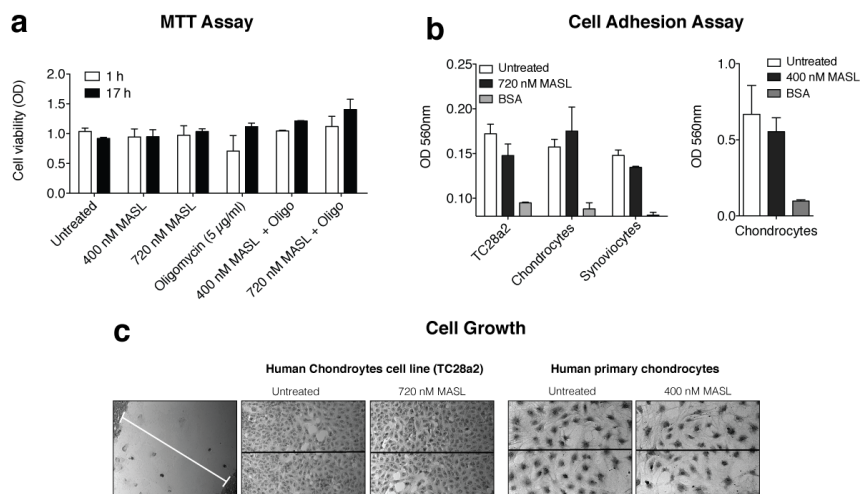 a
MTT Assay
2.0
1.5
1.0
0.5
0.0
Cell viability (OD)
1 h
17 h
Untreated
400 nM MASL
720 nM MASL
Oligomycin (5 µg/ml)
400 nM MASL + Oligo
720 nM MASL + Oligo
b
Cell Adhesion Assay
0.25
0.20
0.15
0.10
OD 560nm
Untreated
720 nM MASL
BSA
TC28a2
Chondrocytes
Synoviocytes
1.0
0.5
0.0
OD 560nm
Untreated
400 nM MASL
BSA
Chondrocytes
c
Cell Growth
Human Chondroytes cell line (TC28a2)
Untreated
720 nM MASL
Human primary chondrocytes
Untreated
400 nM MASL